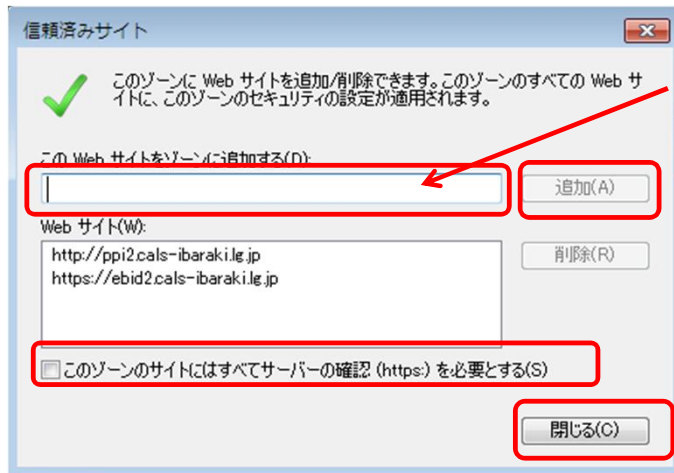 信頼済みサイト
このゾーンに Web サイトを追加/削除できます。このゾーンのすべての Web サ
イトに、このゾーンのセキュリティの設定が適用されます。
この Web サイトをゾーンに追加する(D):
追加(A)
Web サイト(W):
http://ppi2.cals-ibaraki.lg.jp
https://ebid2.cals-ibaraki.lg.jp
削除(R)
このゾーンのサイトにはすべてサーバーの確認 (https:) を必要とする(S)
閉じる(C)